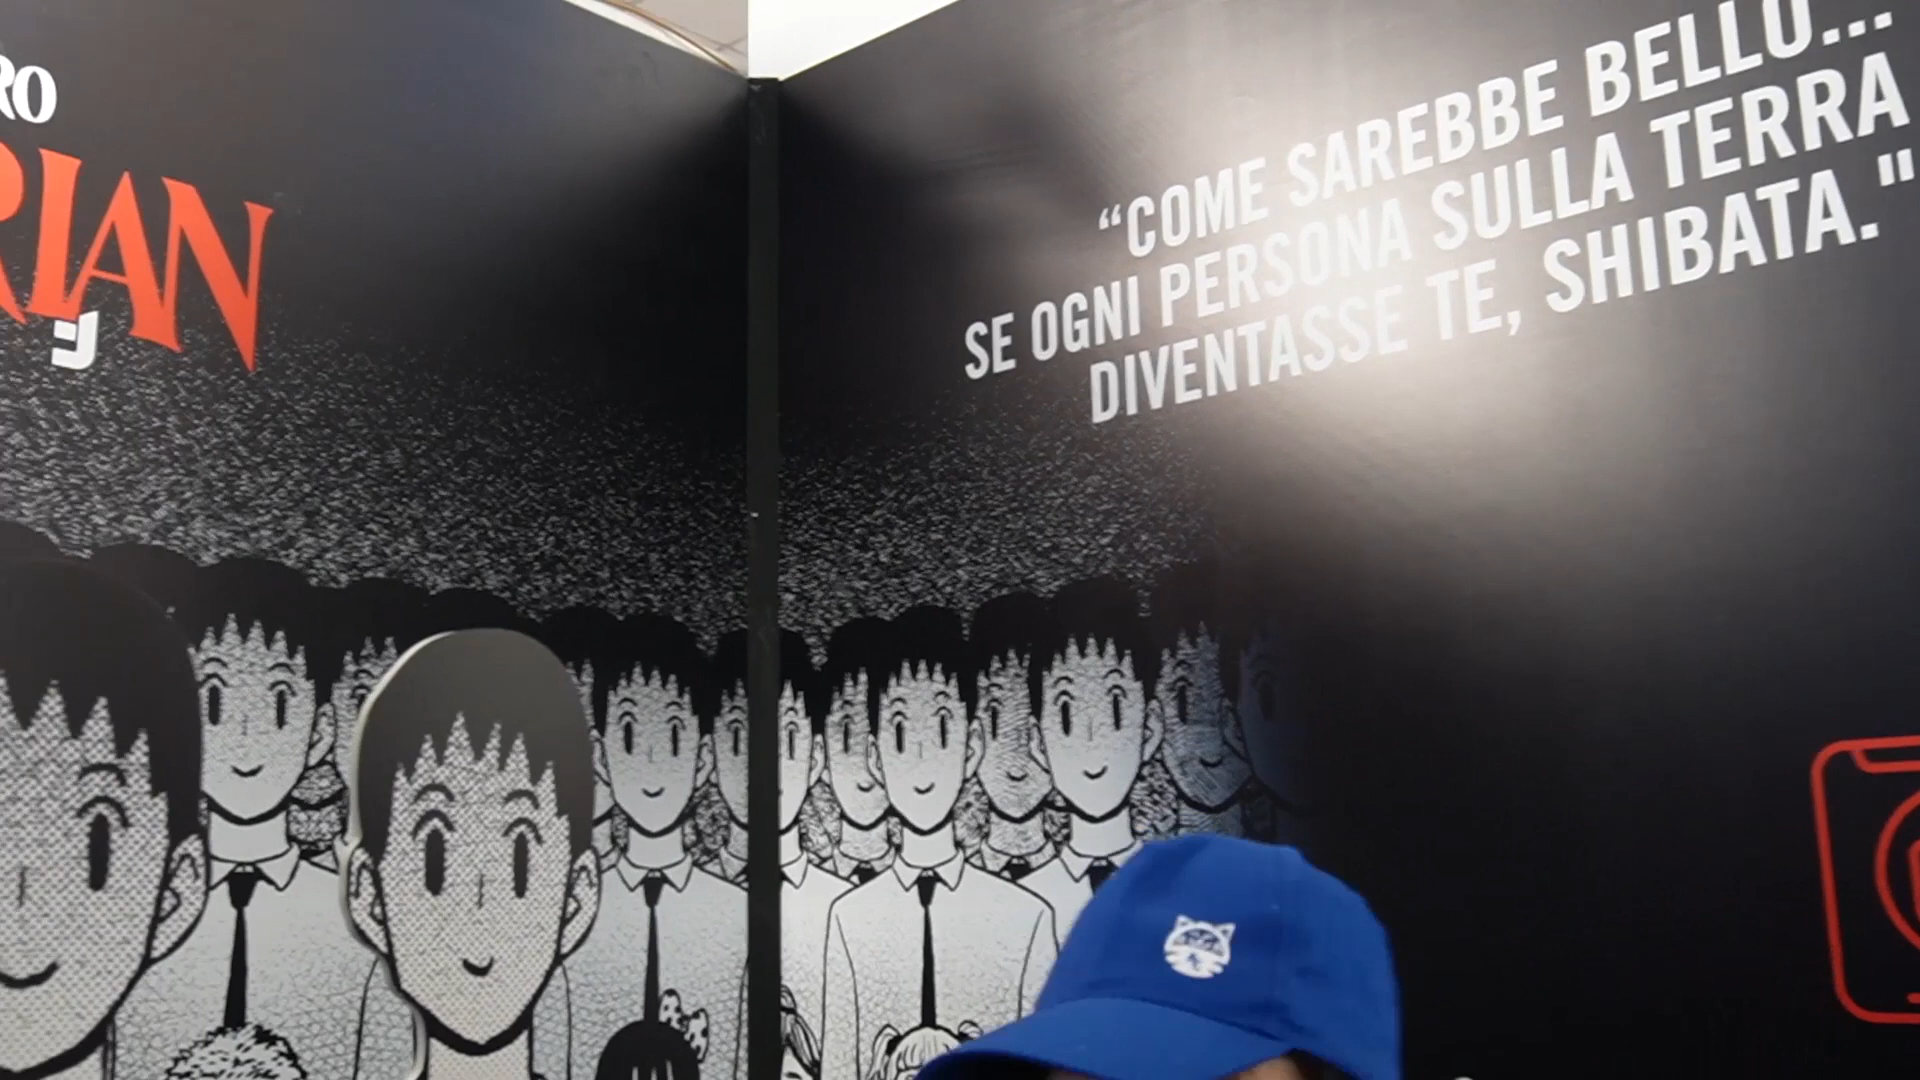 RO
RIAN
"COME SAREBBE BELLO...
SE OGNI PERSONA SULLA TERRA
DIVENTASSE TE, SHIBATA."